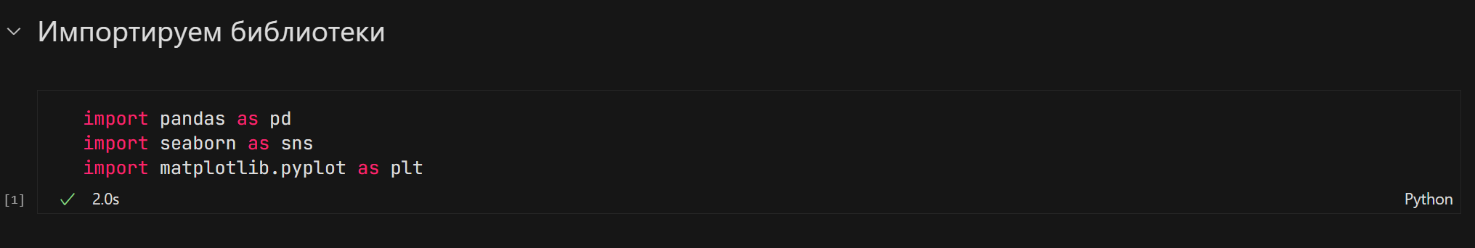 Импортируем библиотеки
import pandas as pd
import seaborn as sns
import matplotlib.pyplot as plt
[1]
2.0s
Python